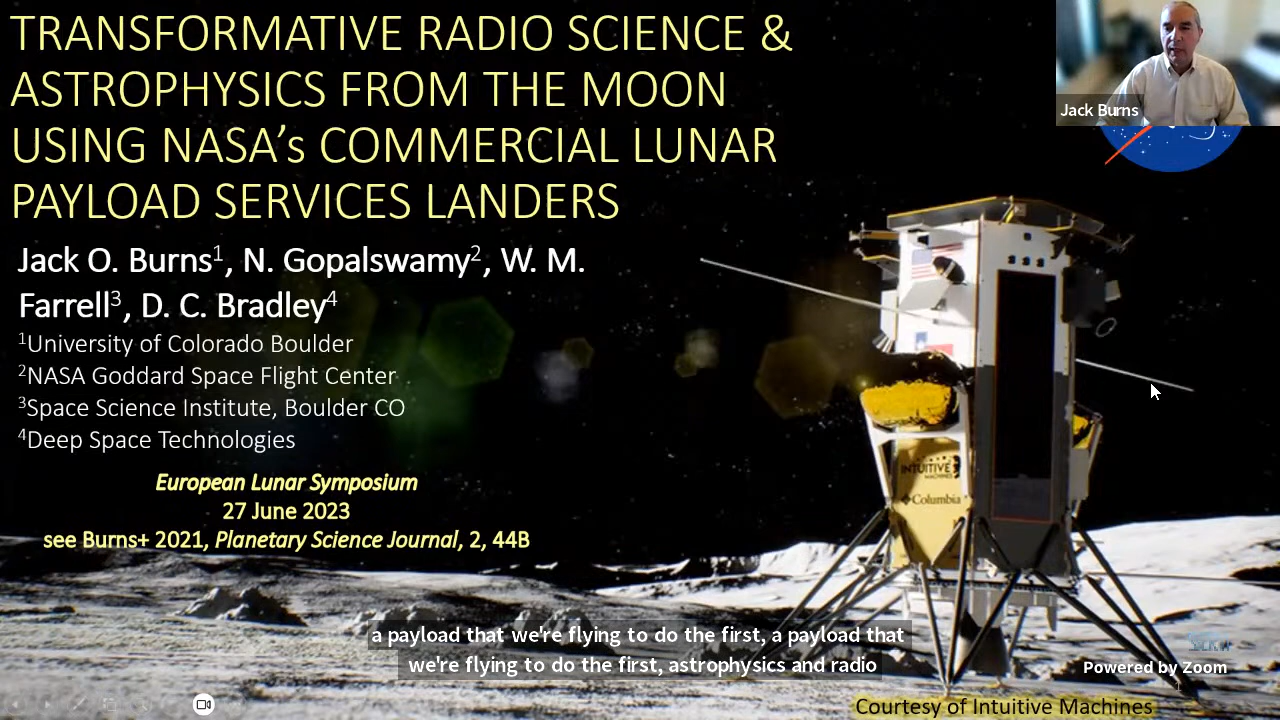 TRANSFORMATIVE RADIO SCIENCE &
ASTROPHYSICS FROM THE MOON
USING NASA's COMMERCIAL LUNAR
PAYLOAD SERVICES LANDERS
Jack Burns
Jack O. Burns1, N. Gopalswamy2, W. M.
Farrell3, D. C. Bradley4
1University of Colorado Boulder
2NASA Goddard Space Flight Center
3Space Science Institute, Boulder CO
4Deep Space Technologies
European Lunar Symposium
27 June 2023
see Burns+ 2021, Planetary Science Journal, 2, 44B
INTUITIVE
MACHINES
Columbia
a payload that we're flying to do the first, a payload that
we're flying to do the first, astrophysics and radio
Powered by Zoom
1
Courtesy of Intuitive Machines